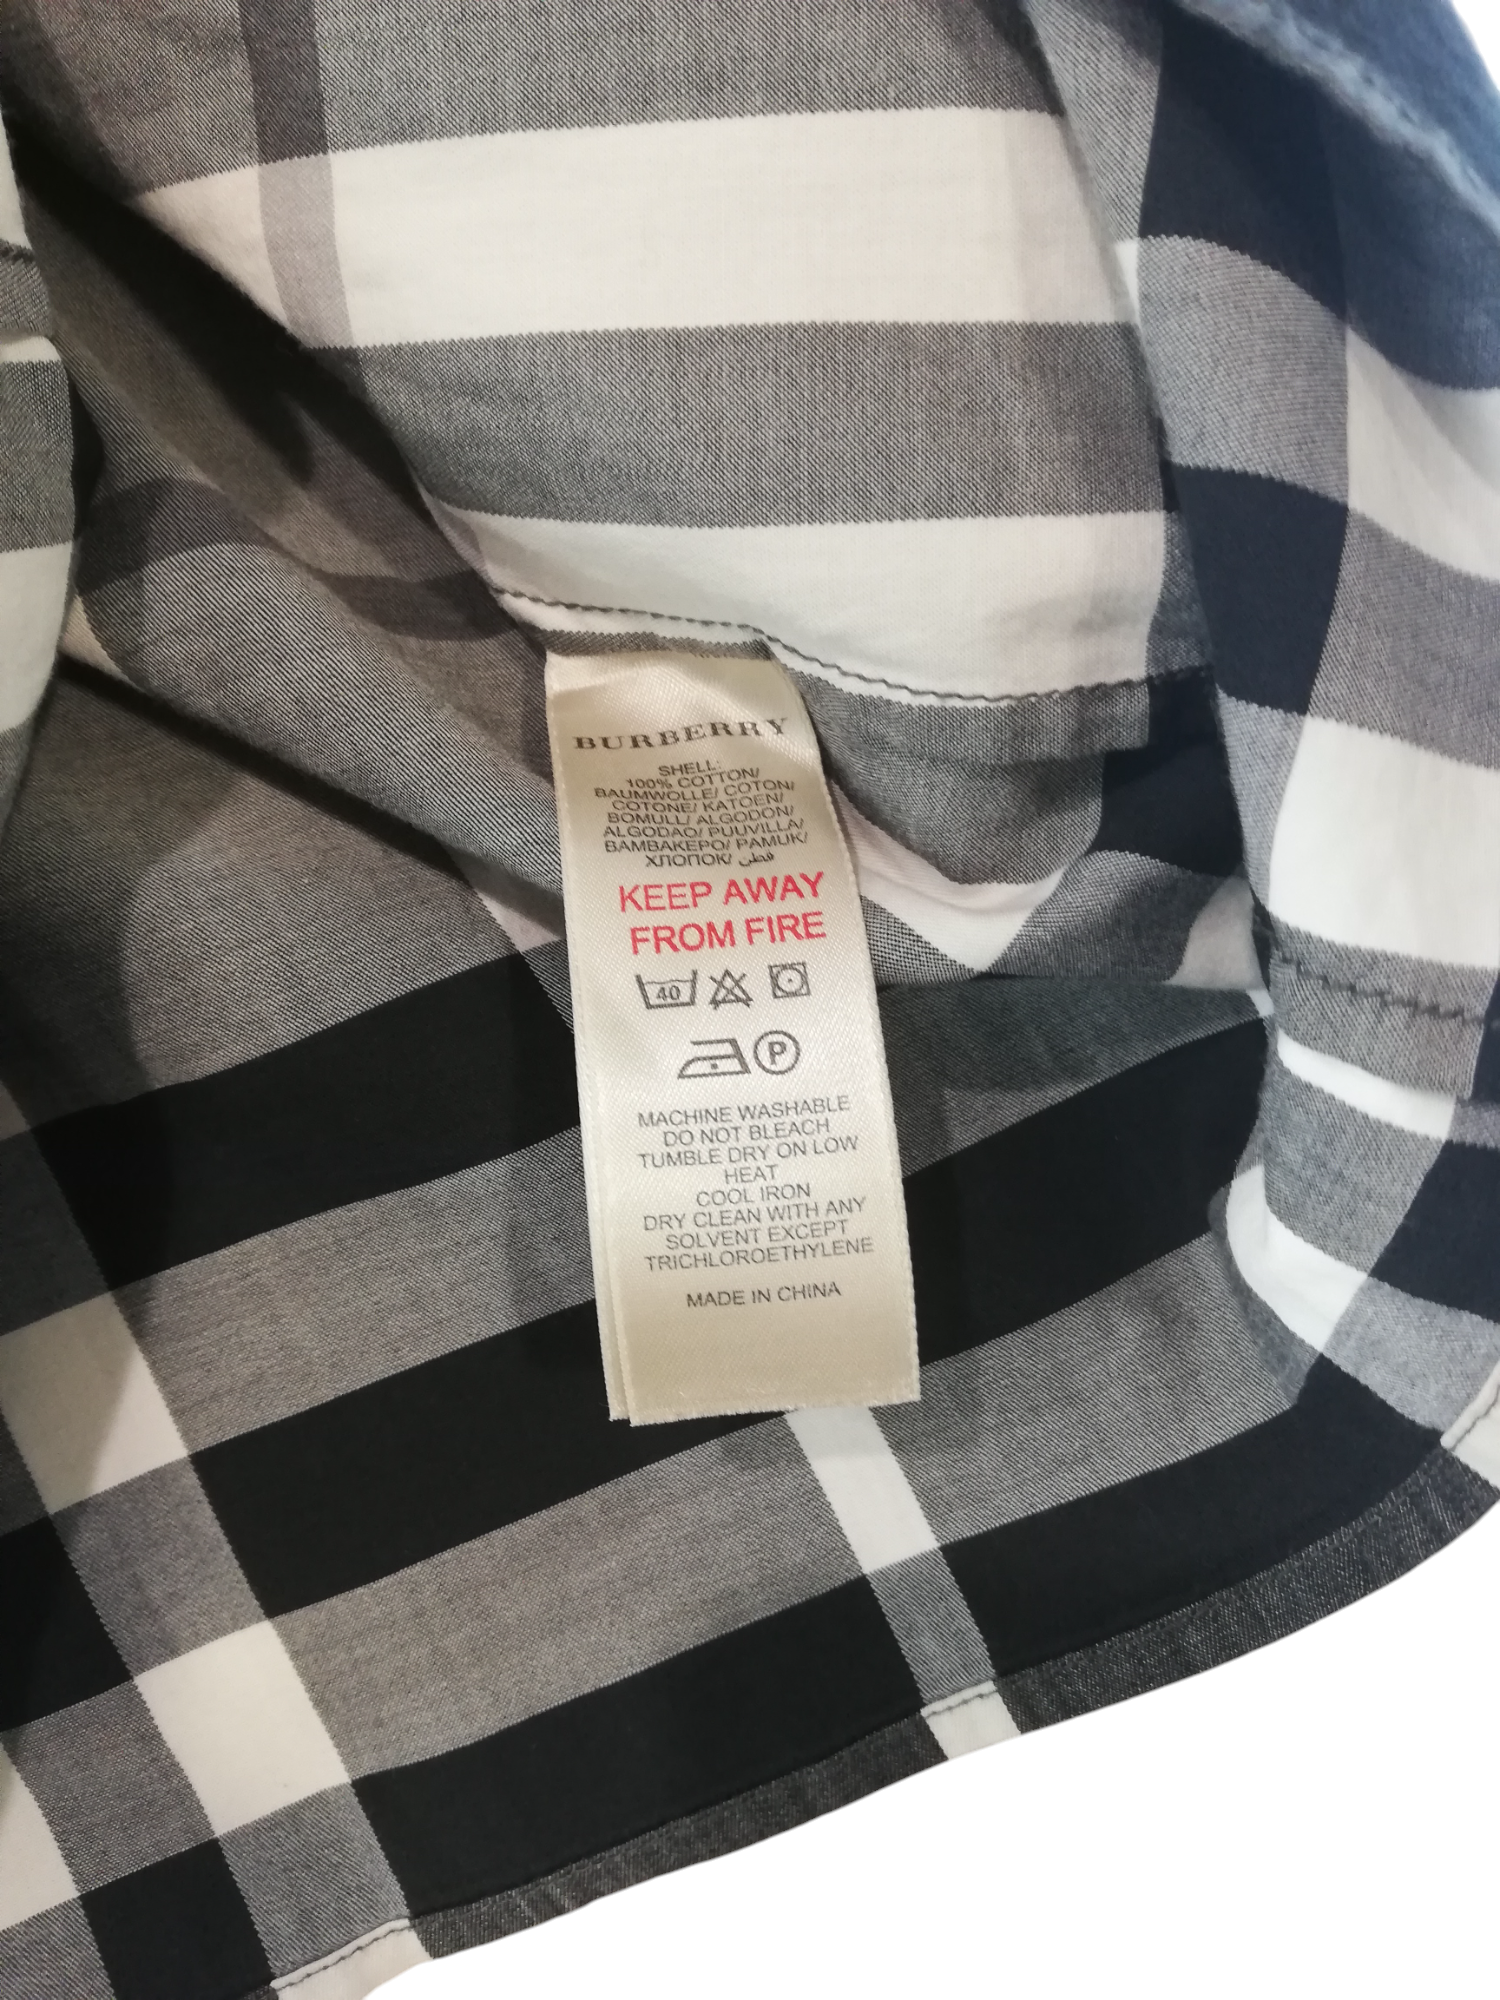 BURBERRY
SHELL:
100% COTTON/
BAUMWOLLE/ COTON/
COTONE/ KATOEN/
BOMULL/ ALGODON/
ALGODAO/ PUUVILLA/
ΒΑΜΒΑΚΕΡΟ/ PAMUK/
ХЛОПОК/ قطن
KEEP AWAY
FROM FIRE
40
P
MACHINE WASHABLE
DO NOT BLEACH
TUMBLE DRY ON LOW
HEAT
COOL IRON
DRY CLEAN WITH ANY
SOLVENT EXCEPT
TRICHLOROETHYLENE
MADE IN CHINA